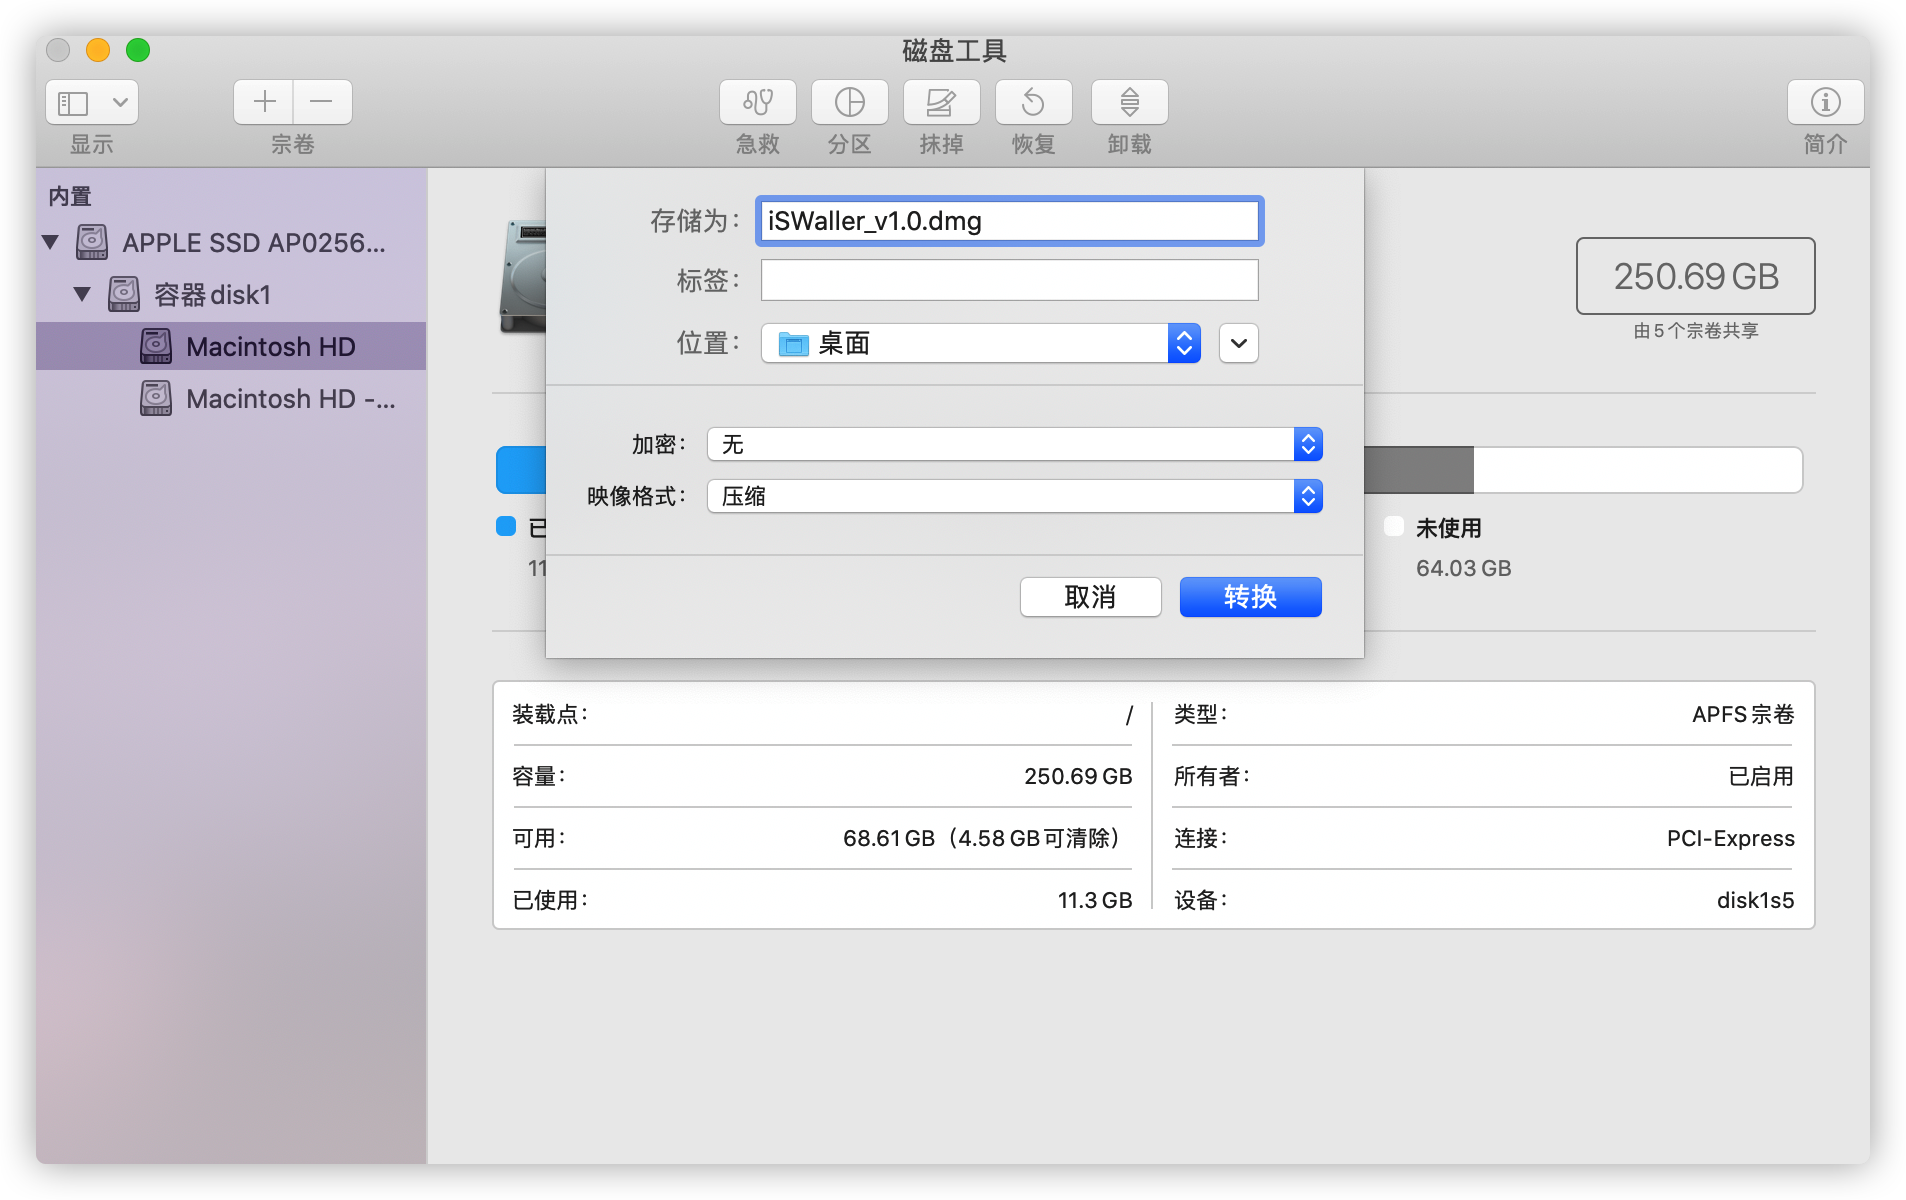 磁盘工具
显示
宗卷
急救
分区
抹掉
恢复
卸载
简介
内置
APPLE SSD AP0256...
容器 disk1
Macintosh HD
Macintosh HD -...
存储为：
iSWaller_v1.0.dmg
标签：
位置：
桌面
加密：
无
映像格式：
压缩
取消
转换
250.69 GB
由 5 个宗卷共享
已
11
未使用
64.03 GB
装载点：
/
类型：
APFS 宗卷
容量：
250.69 GB
所有者：
已启用
可用：
68.61 GB（4.58 GB 可清除）
连接：
PCI-Express
已使用：
11.3 GB
设备：
disk1s5